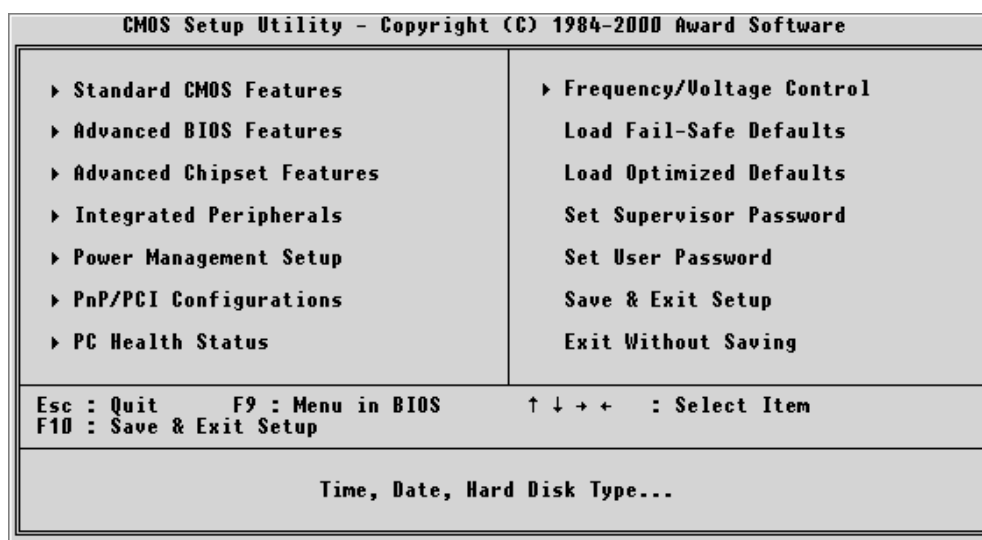 CMOS Setup Utility - Copyright (C) 1984-2000 Award Software
▸ Standard CMOS Features
▸ Advanced BIOS Features
▸ Advanced Chipset Features
▸ Integrated Peripherals
▸ Power Management Setup
▸ PnP/PCI Configurations
▸ PC Health Status
▸ Frequency/Voltage Control
Load Fail-Safe Defaults
Load Optimized Defaults
Set Supervisor Password
Set User Password
Save & Exit Setup
Exit Without Saving
Esc : Quit F9 : Menu in BIOS ↑ ↓ → ← : Select Item
F10 : Save & Exit Setup
Time, Date, Hard Disk Type...